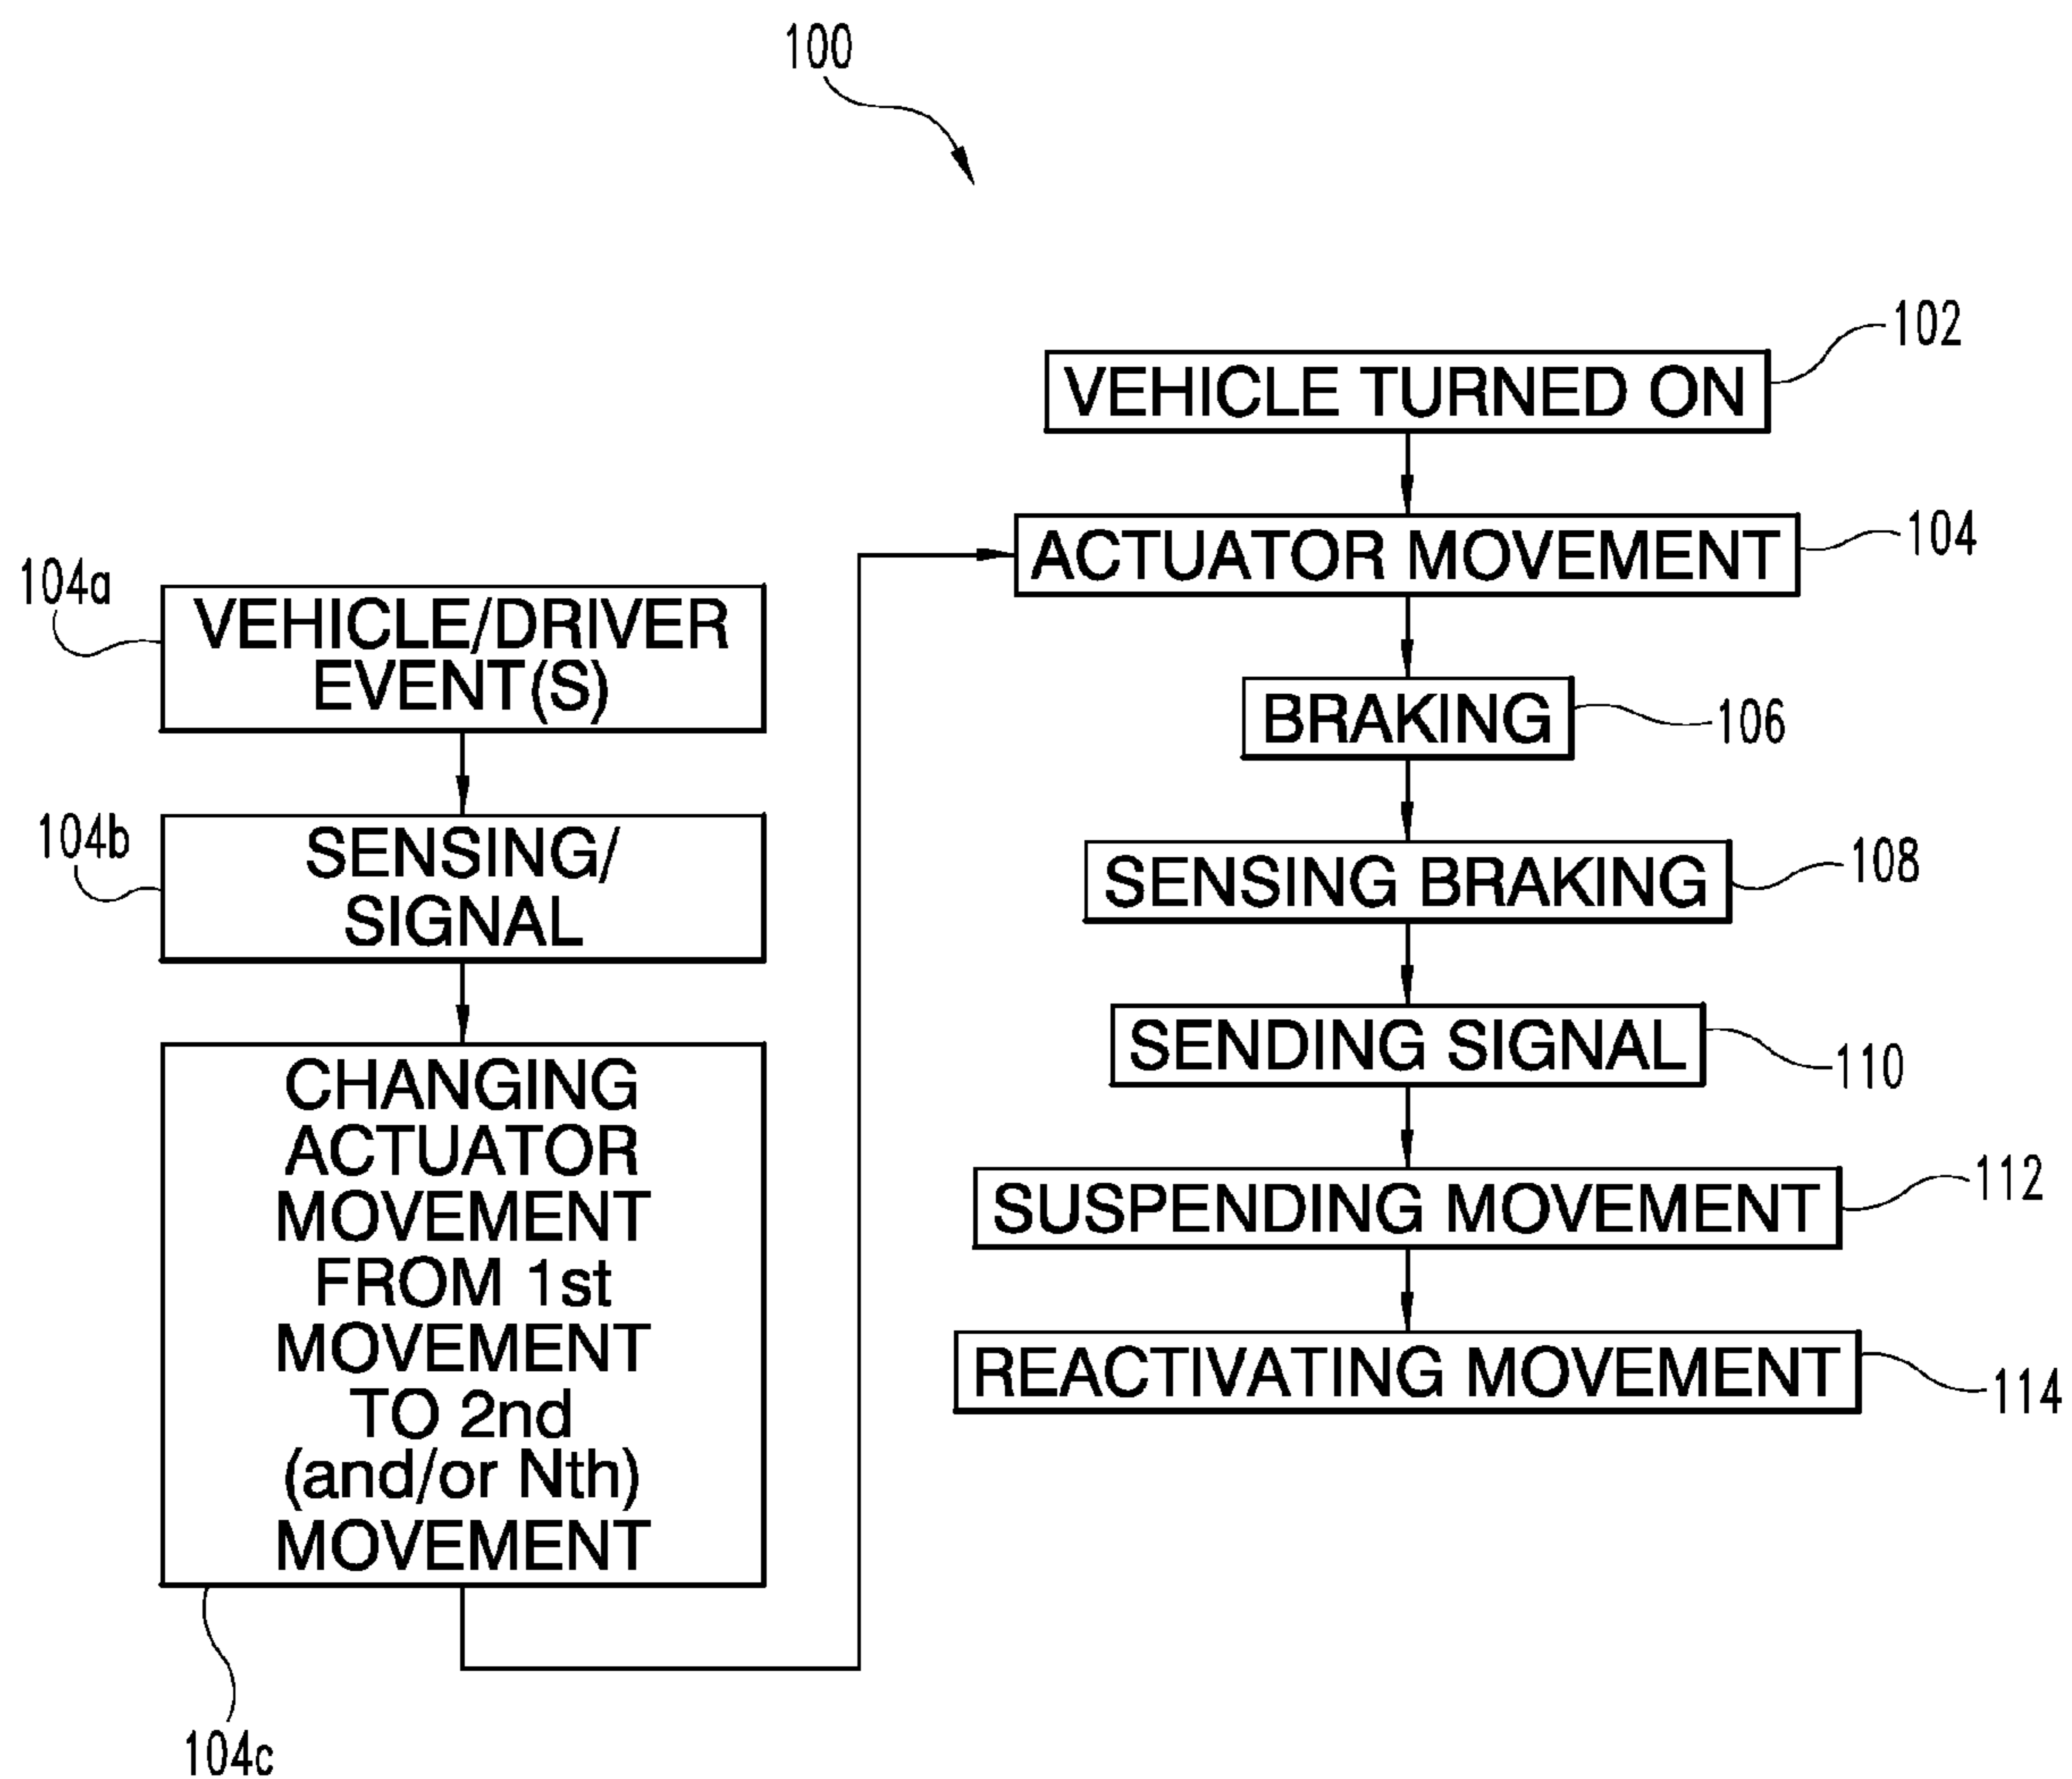 100
102
VEHICLE TURNED ON
104
ACTUATOR MOVEMENT
104a
VEHICLE/DRIVER
EVENT(S)
106
BRAKING
104b
SENSING/
SIGNAL
108
SENSING BRAKING
110
SENDING SIGNAL
104c
CHANGING
ACTUATOR
MOVEMENT
FROM 1st
MOVEMENT
TO 2nd
(and/or Nth)
MOVEMENT
112
SUSPENDING MOVEMENT
114
REACTIVATING MOVEMENT